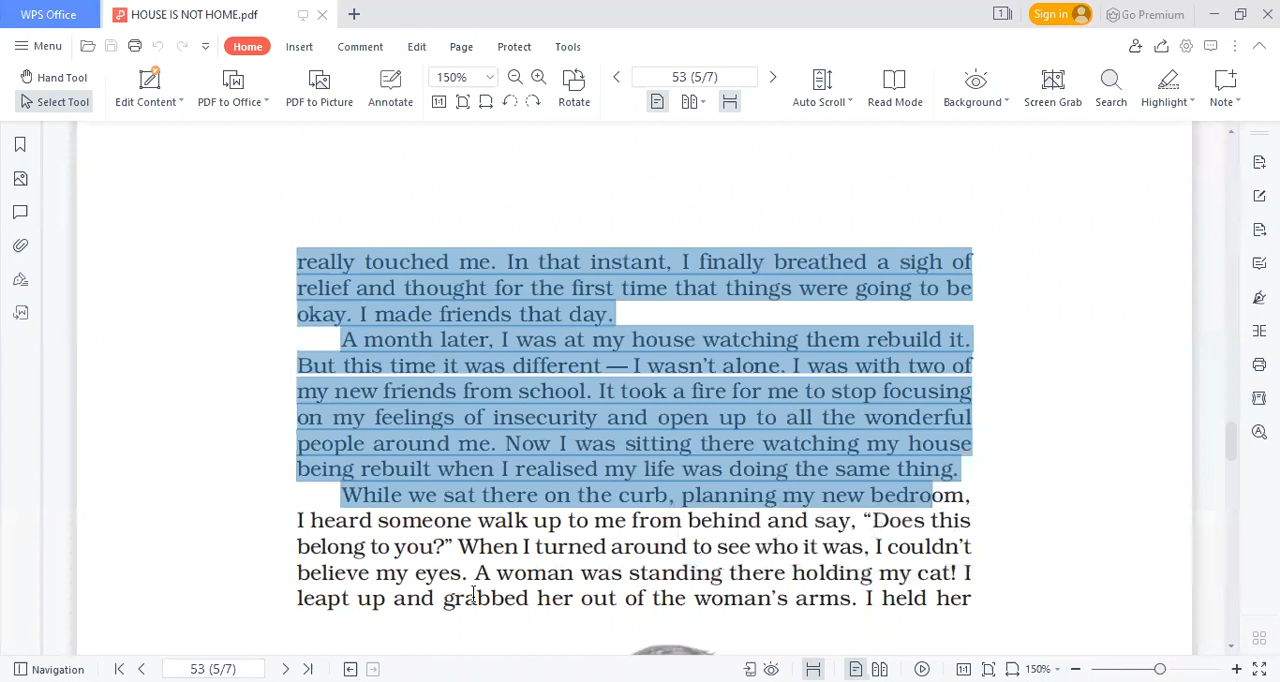 WPS Office
HOUSE IS NOT HOME.pdf
1
Sign in
Go Premium
Menu
Home
Insert
Comment
Edit
Page
Protect
Tools
Hand Tool
Select Tool
Edit Content
PDF to Office
PDF to Picture
Annotate
150%
Rotate
53 (5/7)
Auto Scroll
Read Mode
Background
Screen Grab
Search
Highlight
Note
really touched me. In that instant, I finally breathed a sigh of
relief and thought for the first time that things were going to be
okay. I made friends that day.
A month later, I was at my house watching them rebuild it.
But this time it was different — I wasn't alone. I was with two of
my new friends from school. It took a fire for me to stop focusing
on my feelings of insecurity and open up to all the wonderful
people around me. Now I was sitting there watching my house
being rebuilt when I realised my life was doing the same thing.
While we sat there on the curb, planning my new bedroom,
I heard someone walk up to me from behind and say, “Does this
belong to you?” When I turned around to see who it was, I couldn't
believe my eyes. A woman was standing there holding my cat! I
leapt up and grabbed her out of the woman's arms. I held her
Navigation
53 (5/7)
150%